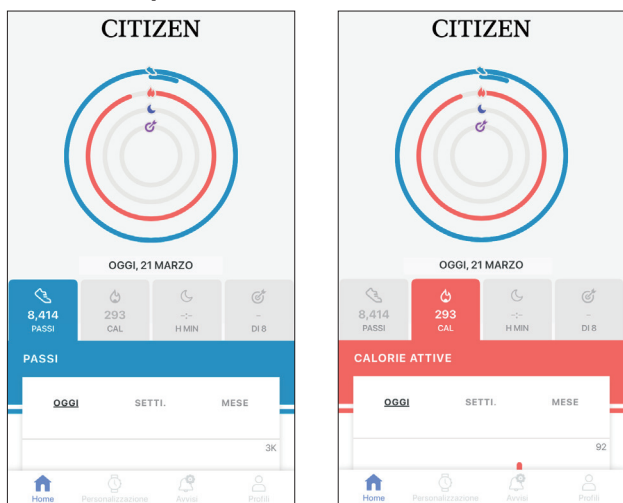 CITIZEN
OGGI, 21 MARZO
8,414
PASSI
293
CAL
-:-
H MIN
-
DI 8
PASSI
OGGI
SETTI.
MESE
3K
Home
Personalizzazione
Avvisi
Profili
CITIZEN
OGGI, 21 MARZO
8,414
PASSI
293
CAL
-:-
H MIN
-
DI 8
CALORIE ATTIVE
OGGI
SETTI.
MESE
92
Home
Personalizzazione
Avvisi
Profili